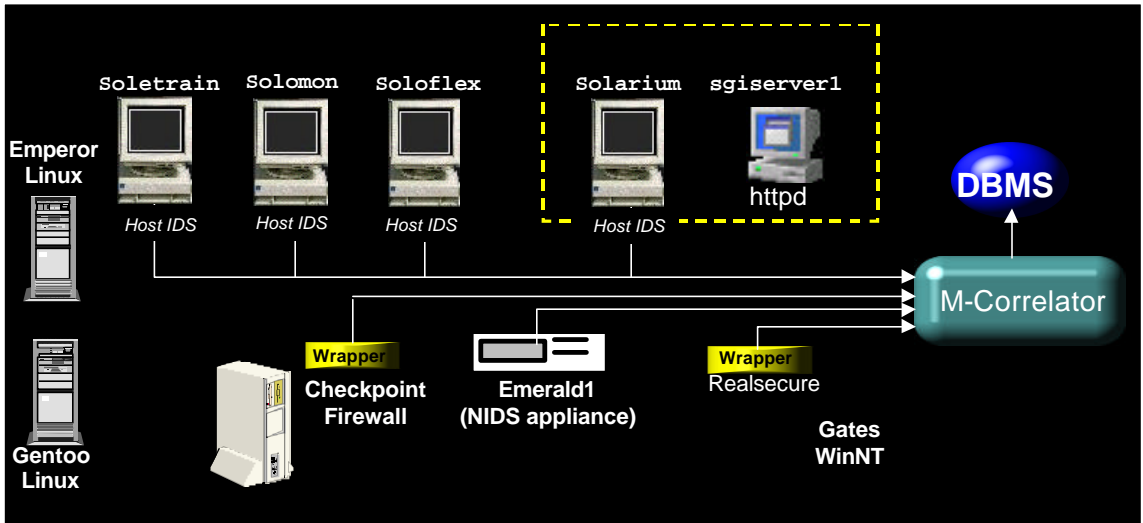 Soletrain
Solomon
Soloflex
Solarium
sgiserver1
Emperor
Linux
httpd
DBMS
Host IDS
Host IDS
Host IDS
Host IDS
M-Correlator
Wrapper
Checkpoint
Firewall
Emerald1
(NIDS appliance)
Wrapper
Realsecure
Gates
WinNT
Gentoo
Linux